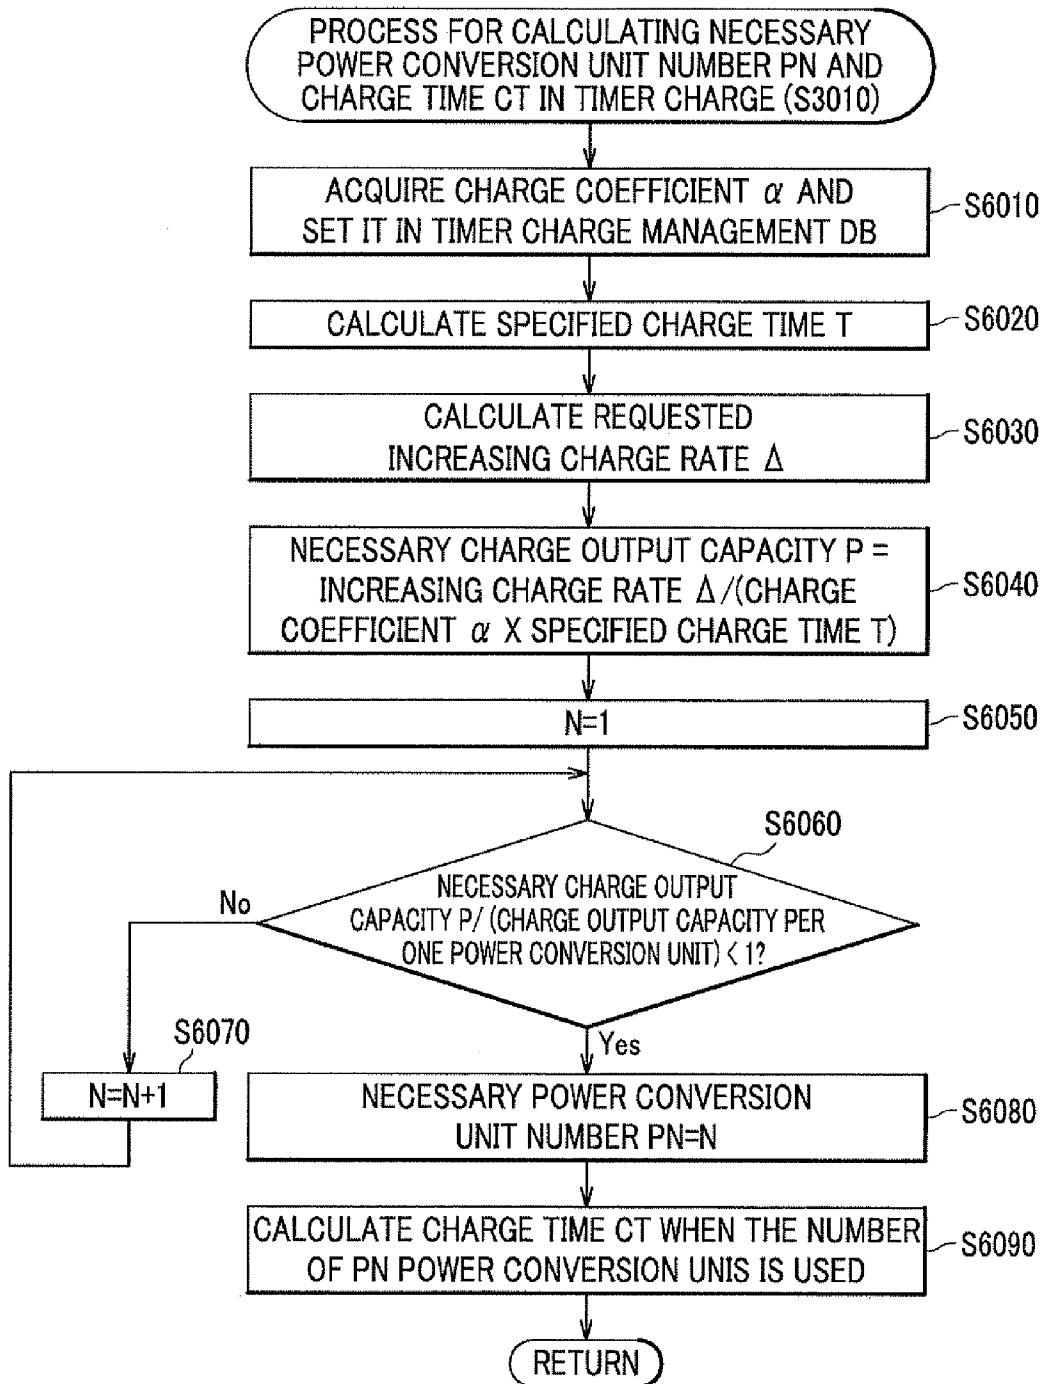 PROCESS FOR CALCULATING NECESSARY
POWER CONVERSION UNIT NUMBER PN AND
CHARGE TIME CT IN TIMER CHARGE (S3010)
ACQUIRE CHARGE COEFFICIENT α AND
SET IT IN TIMER CHARGE MANAGEMENT DB
S6010
CALCULATE SPECIFIED CHARGE TIME T
S6020
CALCULATE REQUESTED
INCREASING CHARGE RATE Δ
S6030
NECESSARY CHARGE OUTPUT CAPACITY P =
INCREASING CHARGE RATE Δ/(CHARGE
COEFFICIENT α X SPECIFIED CHARGE TIME T)
S6040
N=1
S6050
S6060
NECESSARY CHARGE OUTPUT
CAPACITY P/ (CHARGE OUTPUT CAPACITY PER
ONE POWER CONVERSION UNIT) < 1?
No
Yes
S6070
N=N+1
NECESSARY POWER CONVERSION
UNIT NUMBER PN=N
S6080
CALCULATE CHARGE TIME CT WHEN THE NUMBER
OF PN POWER CONVERSION UNIS IS USED
S6090
RETURN